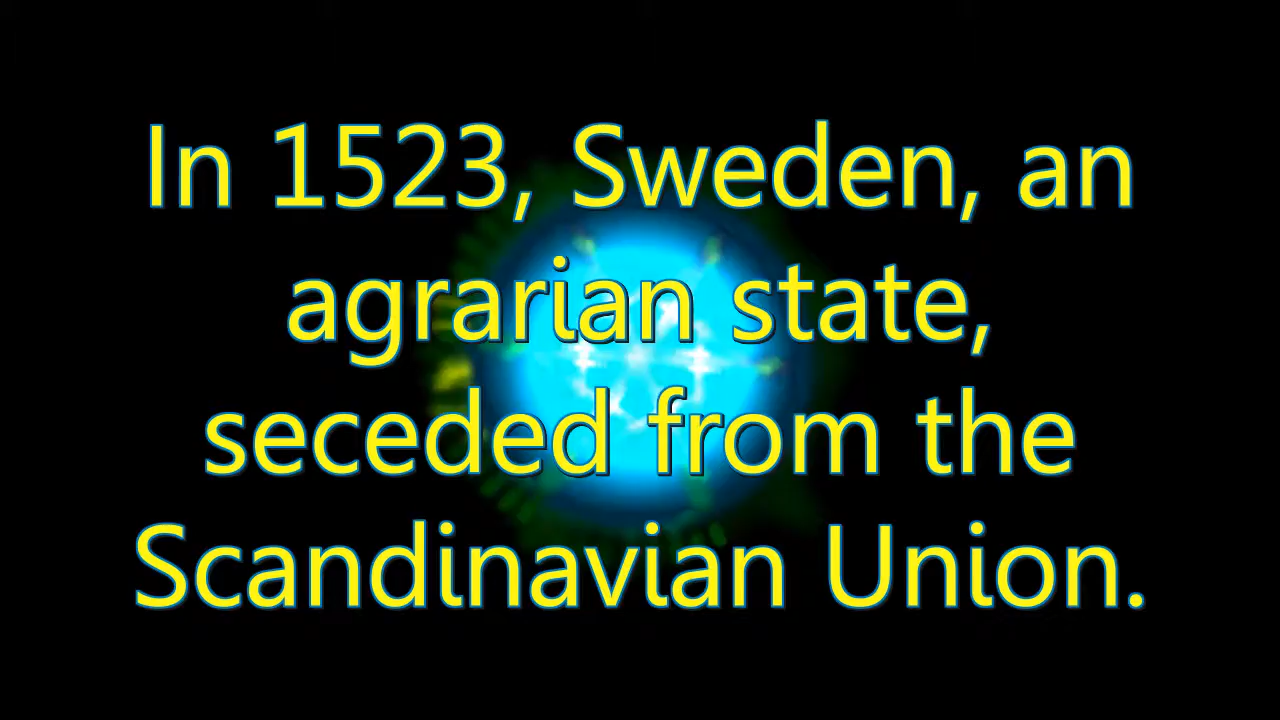 In 1523, Sweden, an
agrarian state,
seceded from the
Scandinavian Union.